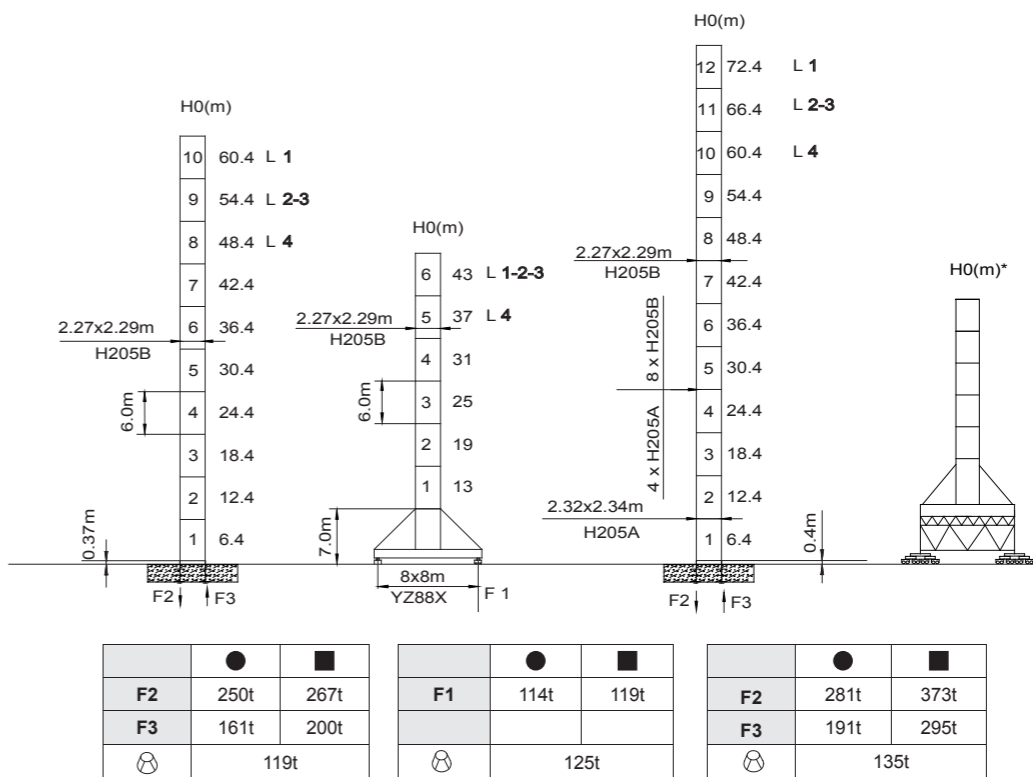 H0(m)
10 60.4 L 1
9 54.4 L 2-3
8 48.4 L 4
7 42.4
6 36.4
5 30.4
4 24.4
3 18.4
2 12.4
1 6.4
2.27x2.29m
H205B
6.0m
0.37m
F2
F3
H0(m)
6 43 L 1-2-3
5 37 L 4
4 31
3 25
2 19
1 13
2.27x2.29m
H205B
6.0m
7.0m
8x8m
YZ88X
F 1
H0(m)
12 72.4 L 1
11 66.4 L 2-3
10 60.4 L 4
9 54.4
8 48.4
7 42.4
6 36.4
5 30.4
4 24.4
3 18.4
2 12.4
1 6.4
2.27x2.29m
H205B
8 x H205B
4 x H205A
2.32x2.34m
H205A
0.4m
F2
F3
H0(m)*
F2 250t 267t
F3 161t 200t
119t
F1 114t 119t
125t
F2 281t 373t
F3 191t 295t
135t